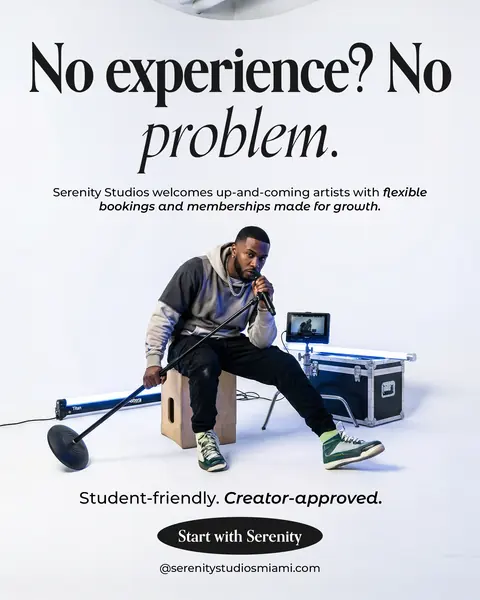 No experience? No
problem.
Serenity Studios welcomes up-and-coming artists with flexible
bookings and memberships made for growth.
Titan
Student-friendly. Creator-approved.
Start with Serenity
@serenitystudiosmiami.com